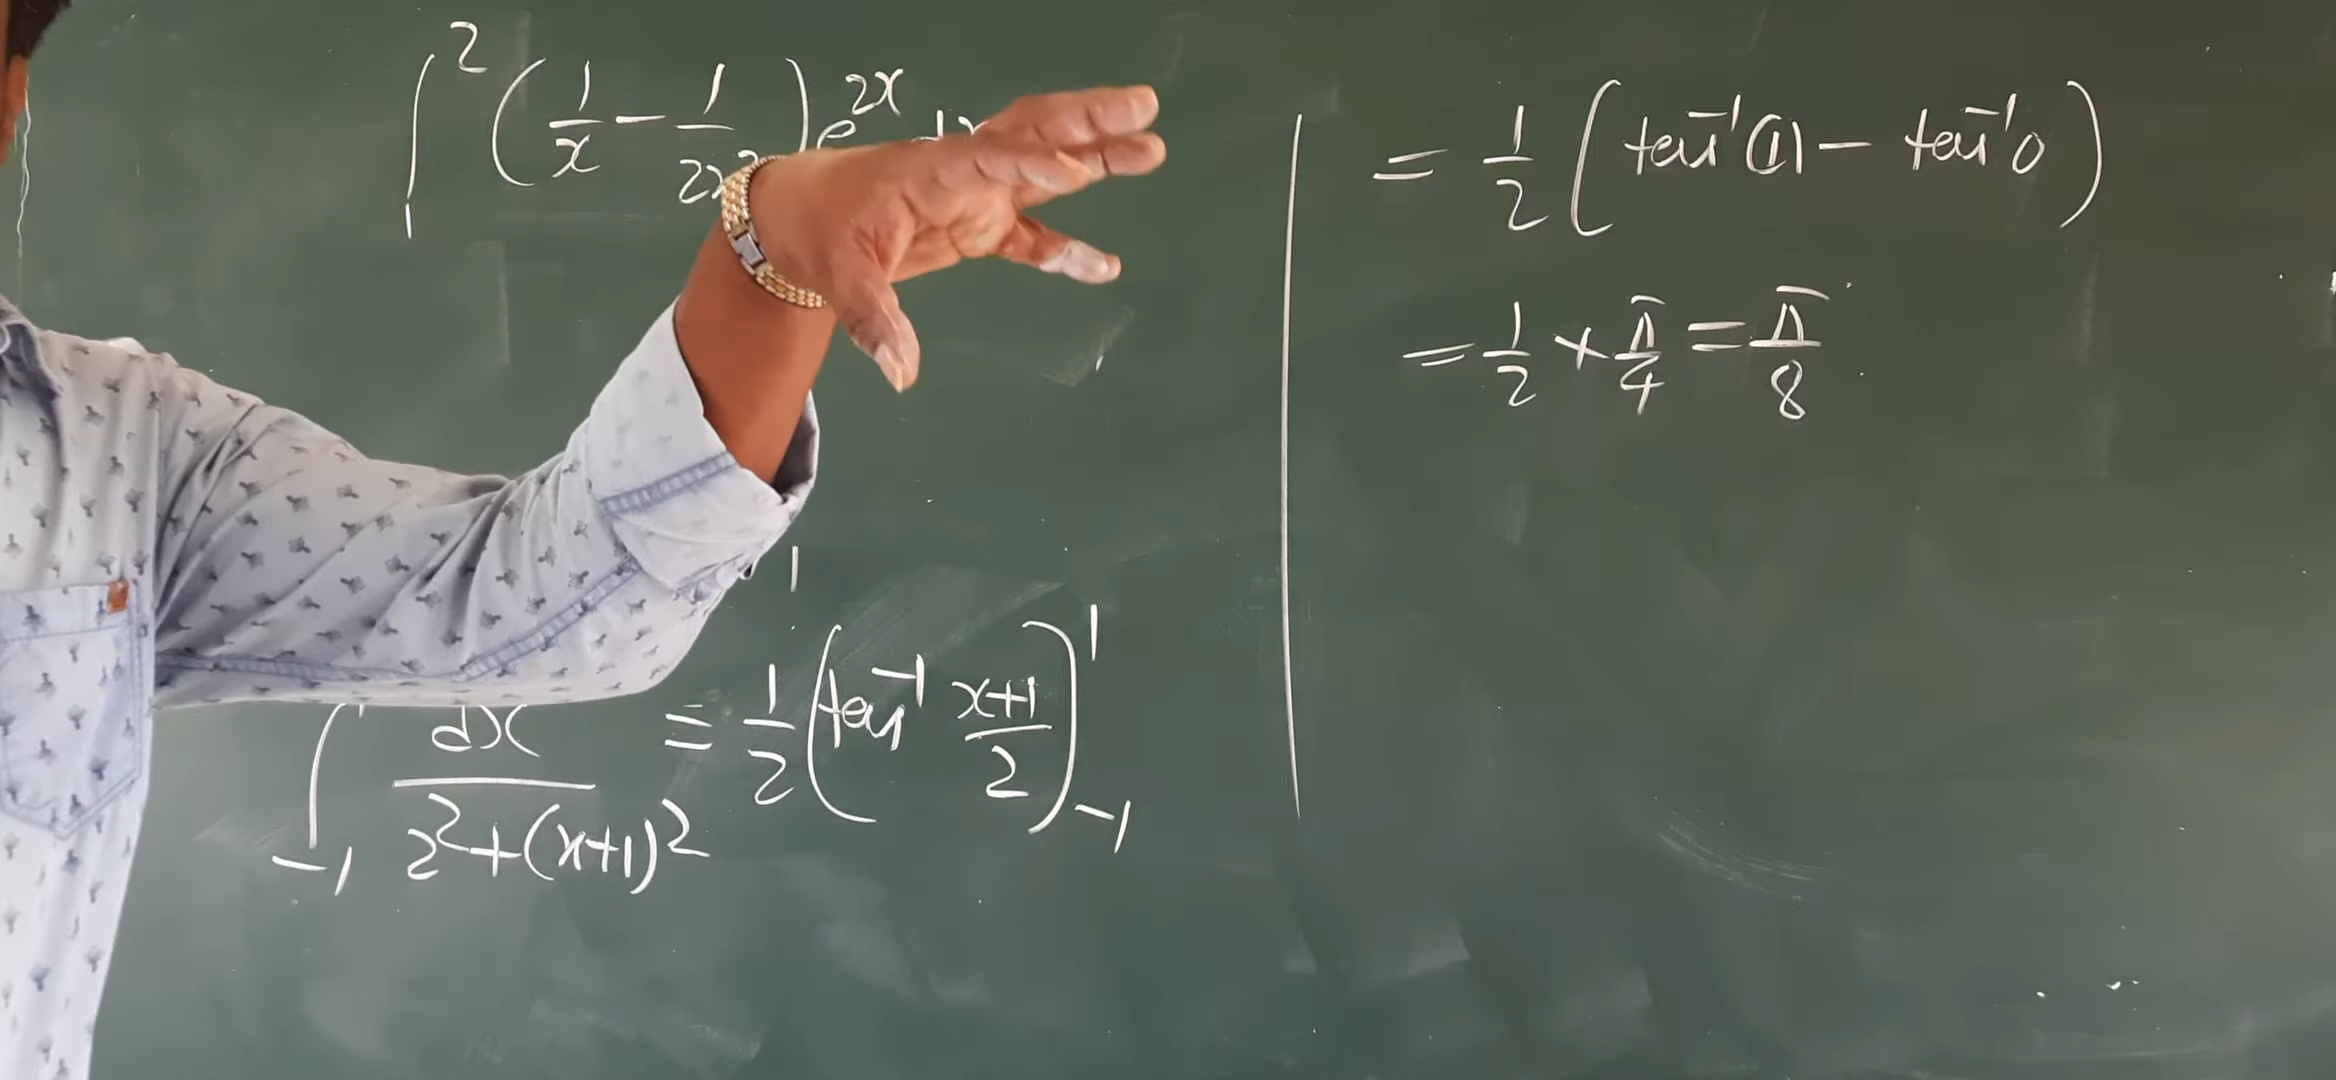 ∫₁² (1/x − 1/2x²) e^2x dx
∫₋₁¹ dx/(2²+(x+1)²) = 1/2 (tan⁻¹ (x+1)/2)₋₁¹
= 1/2 (tan⁻¹(1) − tan⁻¹0)
= 1/2 × π/4 = π/8